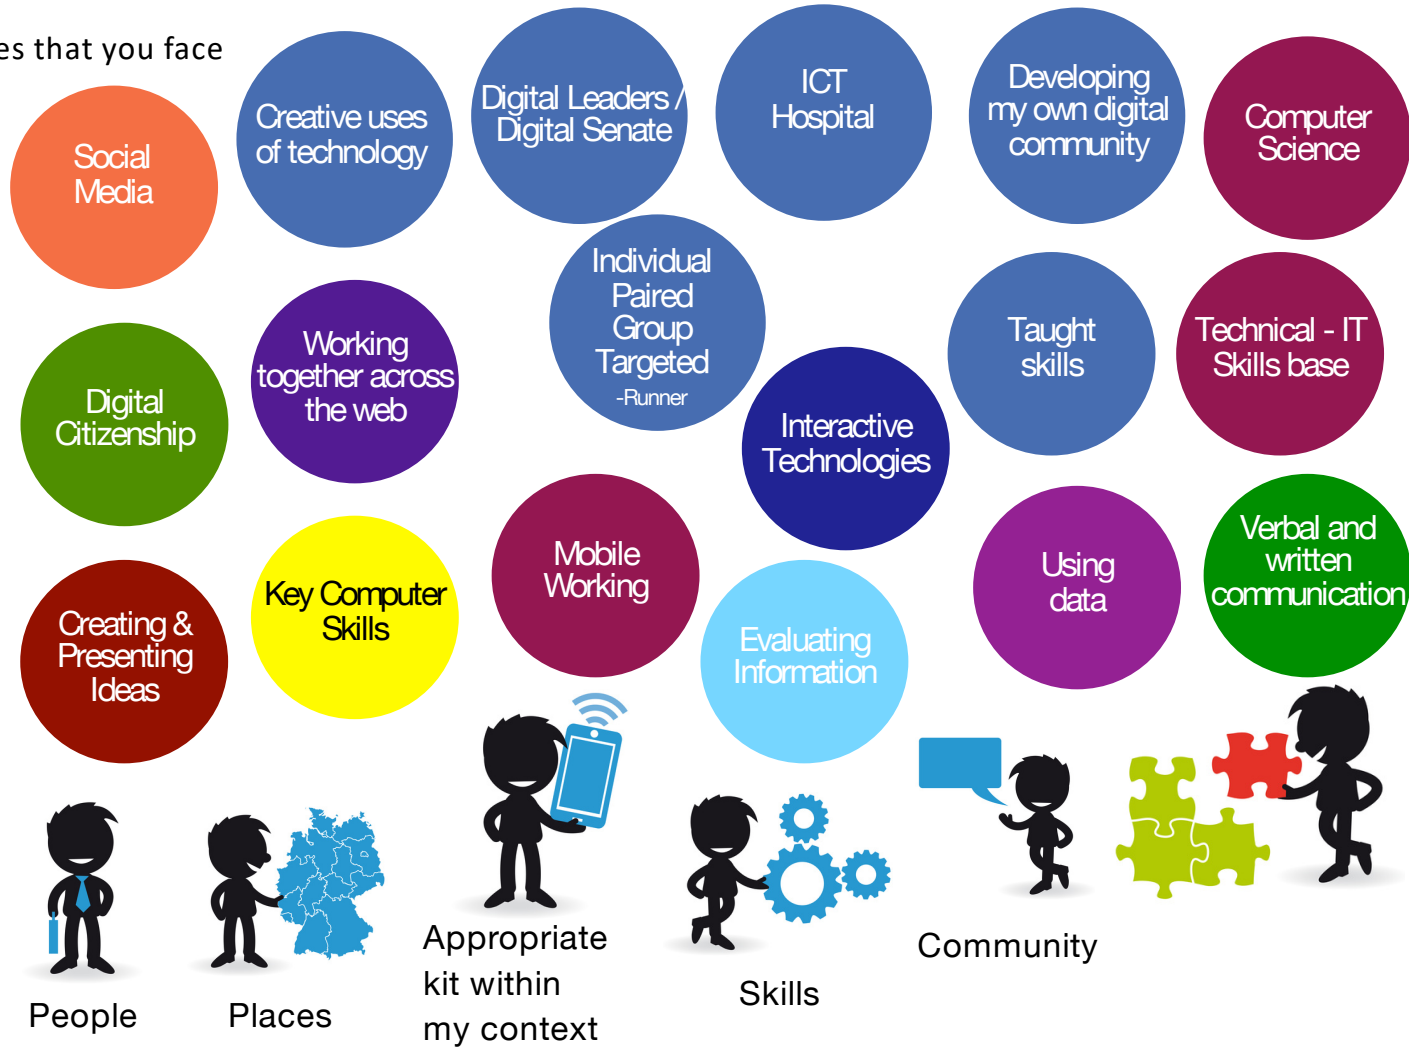 es that you face
Social
Media
Creative uses
of technology
Digital Leaders /
Digital Senate
ICT
Hospital
Developing
my own digital
community
Computer
Science
Individual
Paired
Group
Targeted
-Runner
Taught
skills
Technical - IT
Skills base
Digital
Citizenship
Working
together across
the web
Interactive
Technologies
Creating &
Presenting
Ideas
Key Computer
Skills
Mobile
Working
Evaluating
Information
Using
data
Verbal and
written
communication
People
Places
Appropriate
kit within
my context
Skills
Community